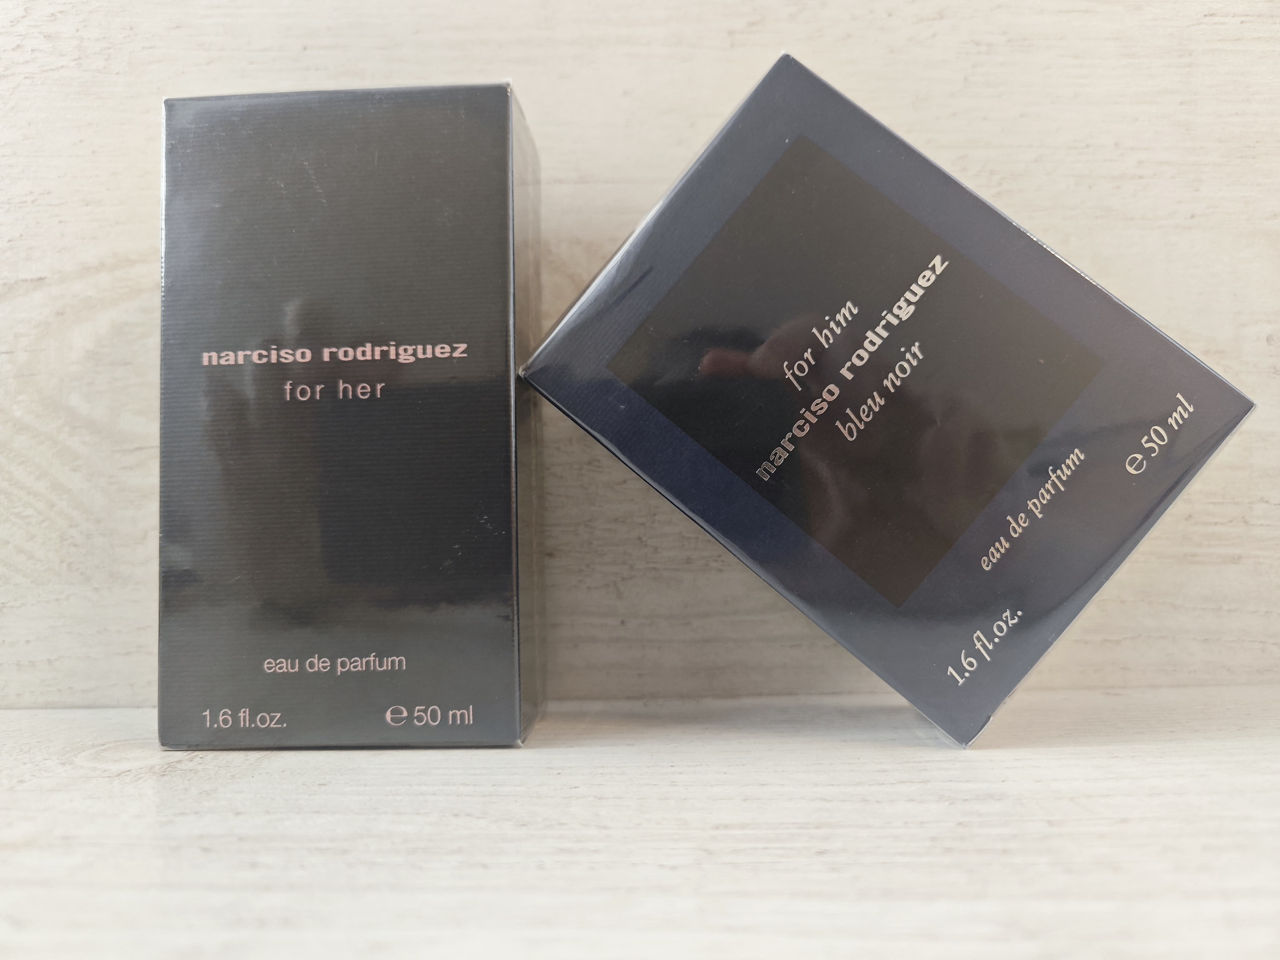 narciso rodriguez
for her
eau de parfum
1.6 fl.oz. ℮ 50 ml
for him
narciso rodriguez
bleu noir
eau de parfum
1.6 fl.oz. ℮ 50 ml